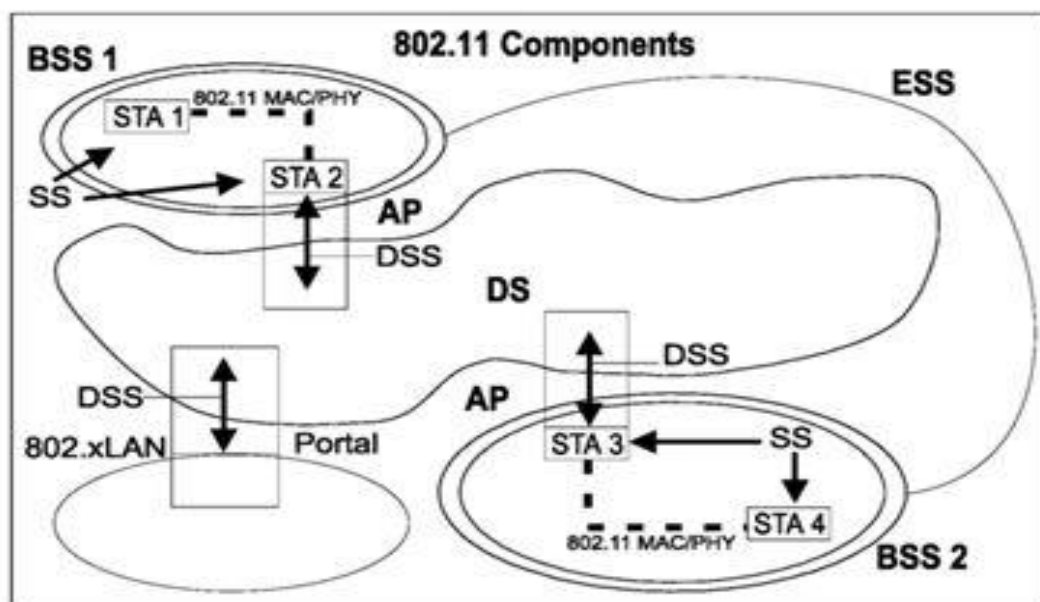 802.11 Components
BSS 1
ESS
802.11 MAC/PHY
STA 1
STA 2
SS
AP
DSS
DS
DSS
DSS
AP
802.xLAN
Portal
STA 3
SS
STA 4
802.11 MAC/PHY
BSS 2